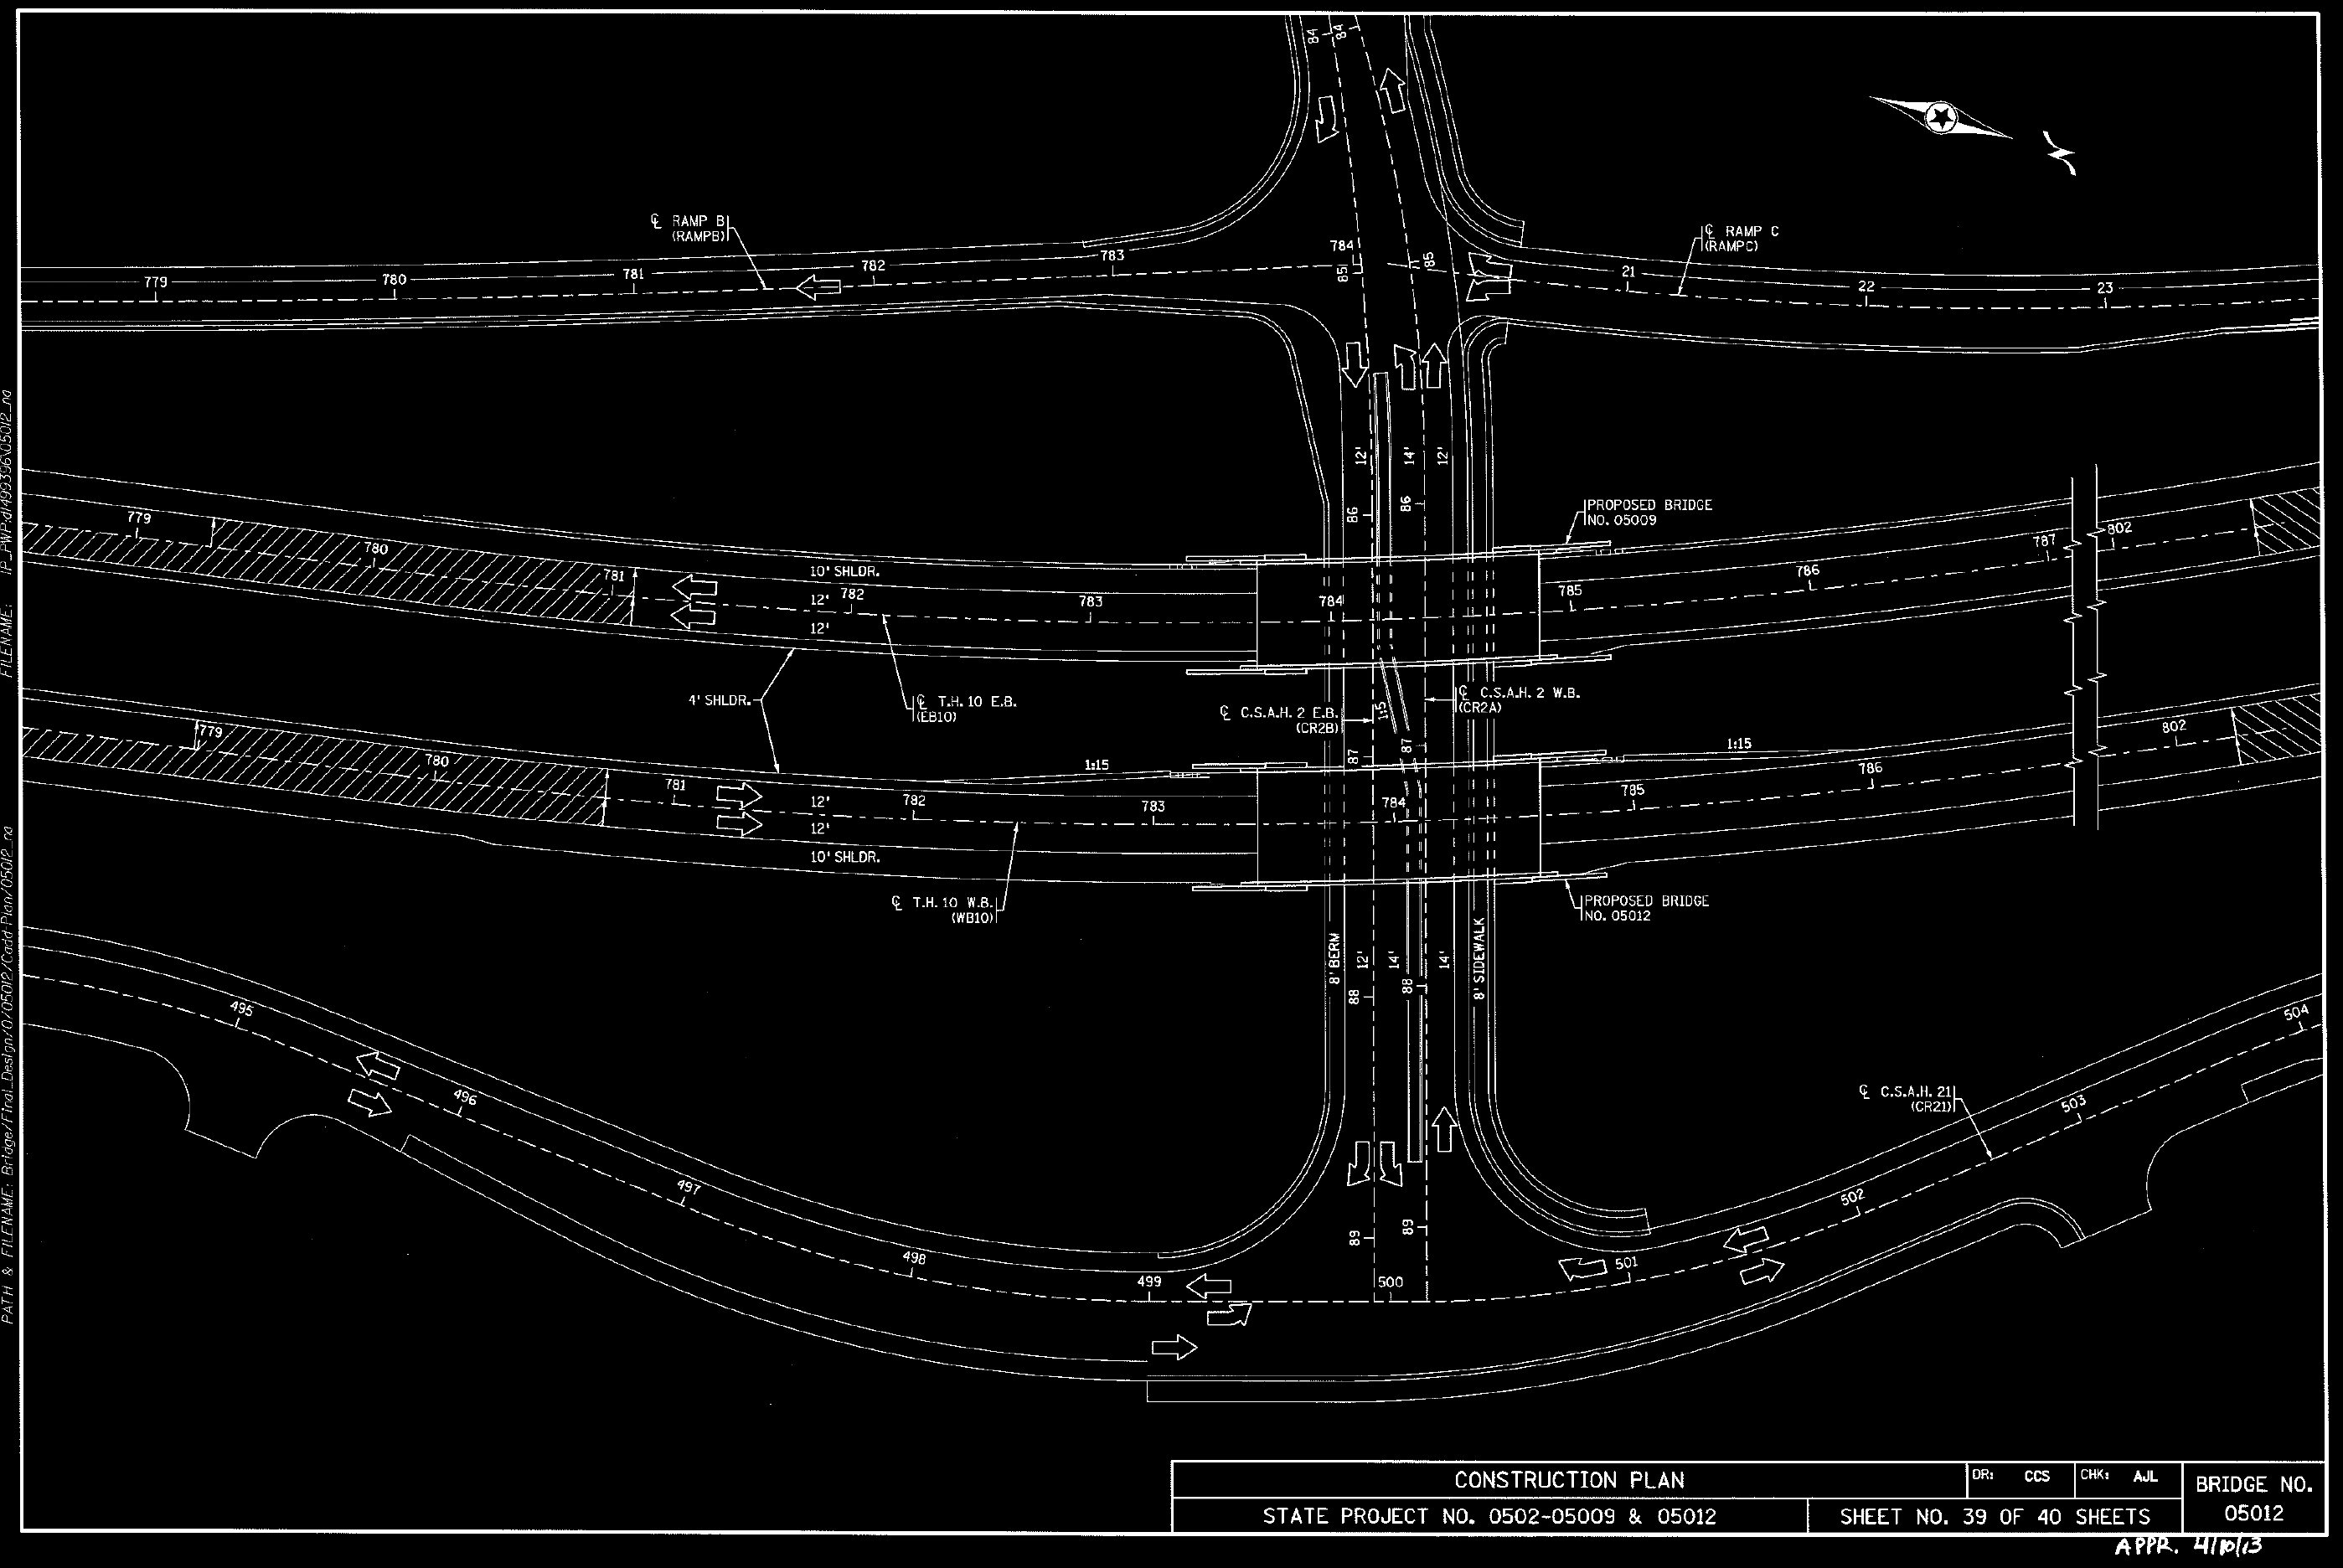 84
84
℄ RAMP B
(RAMPB)
℄ RAMP C
(RAMPC)
779
780
781
782
783
784
85
85
21
22
23
12'
14'
12'
86
86
PROPOSED BRIDGE
NO. 05009
779
780
781
10' SHLDR.
12'
782
12'
783
784
785
786
787
802
4' SHLDR.
℄ T.H. 10 E.B.
(EB10)
℄ C.S.A.H. 2 E.B.
(CR2B)
1:5
℄ C.S.A.H. 2 W.B.
(CR2A)
87
87
779
780
781
1:15
1:15
12'
782
12'
783
784
785
786
802
10' SHLDR.
℄ T.H. 10 W.B.
(WB10)
PROPOSED BRIDGE
NO. 05012
8' BERM
12'
14'
14'
8' SIDEWALK
88
88
495
496
497
498
499
500
501
502
503
504
89
89
℄ C.S.A.H. 21
(CR21)
FILENAME: IP_PWP:d1499396\05012_na
PATH & FILENAME: Bridge/Final_Design/0/05012/Cadd-Plan/05012_na
CONSTRUCTION PLAN
DR: CCS
CHK: AJL
BRIDGE NO.
05012
STATE PROJECT NO. 0502-05009 & 05012
SHEET NO. 39 OF 40 SHEETS
APPR. 4/10/13